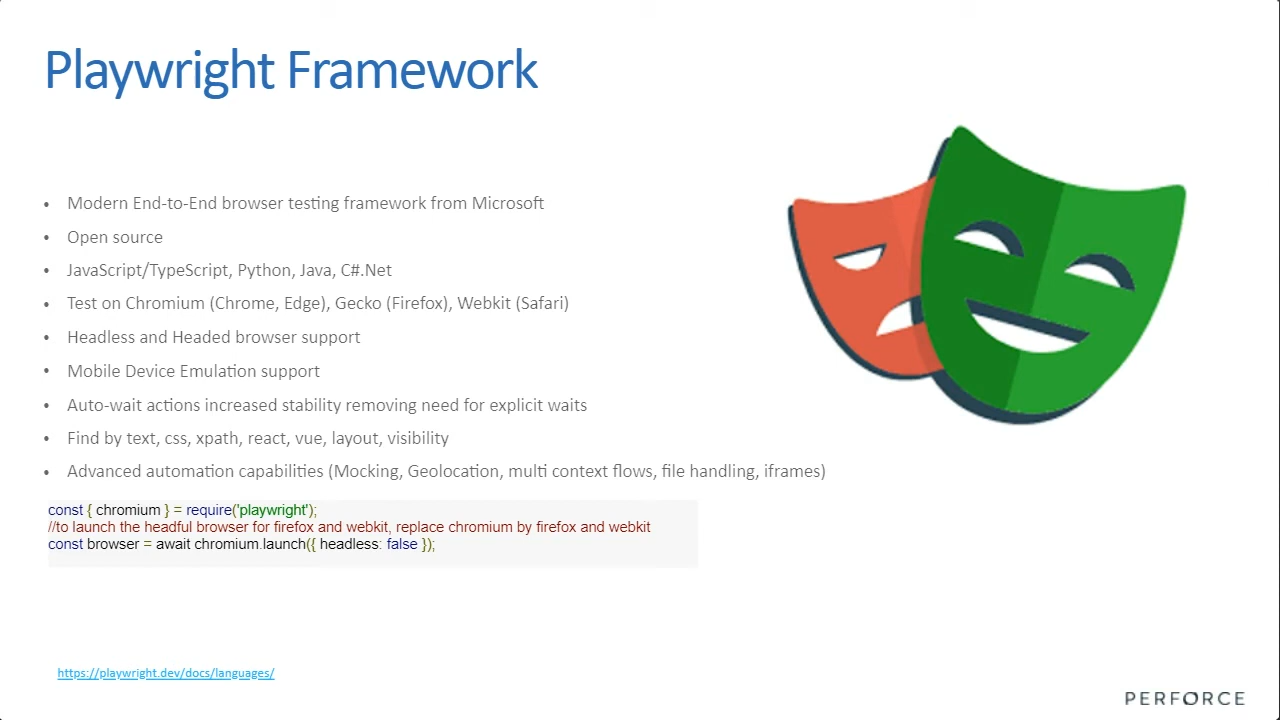 Playwright Framework
• Modern End-to-End browser testing framework from Microsoft
• Open source
• JavaScript/TypeScript, Python, Java, C#.Net
• Test on Chromium (Chrome, Edge), Gecko (Firefox), Webkit (Safari)
• Headless and Headed browser support
• Mobile Device Emulation support
• Auto-wait actions increased stability removing need for explicit waits
• Find by text, css, xpath, react, vue, layout, visibility
• Advanced automation capabilities (Mocking, Geolocation, multi context flows, file handling, iframes)
const { chromium } = require('playwright');
//to launch the headful browser for firefox and webkit, replace chromium by firefox and webkit
const browser = await chromium.launch({ headless: false });
https://playwright.dev/docs/languages/
PERFORCE